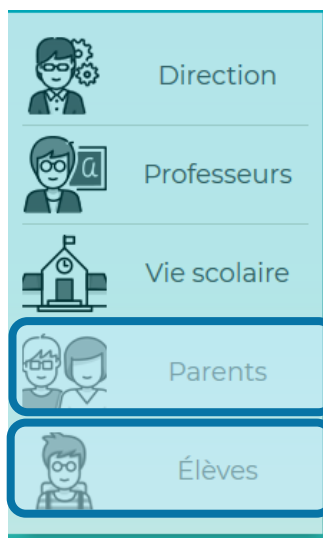 Direction
a
Professeurs
Vie scolaire
Parents
Élèves